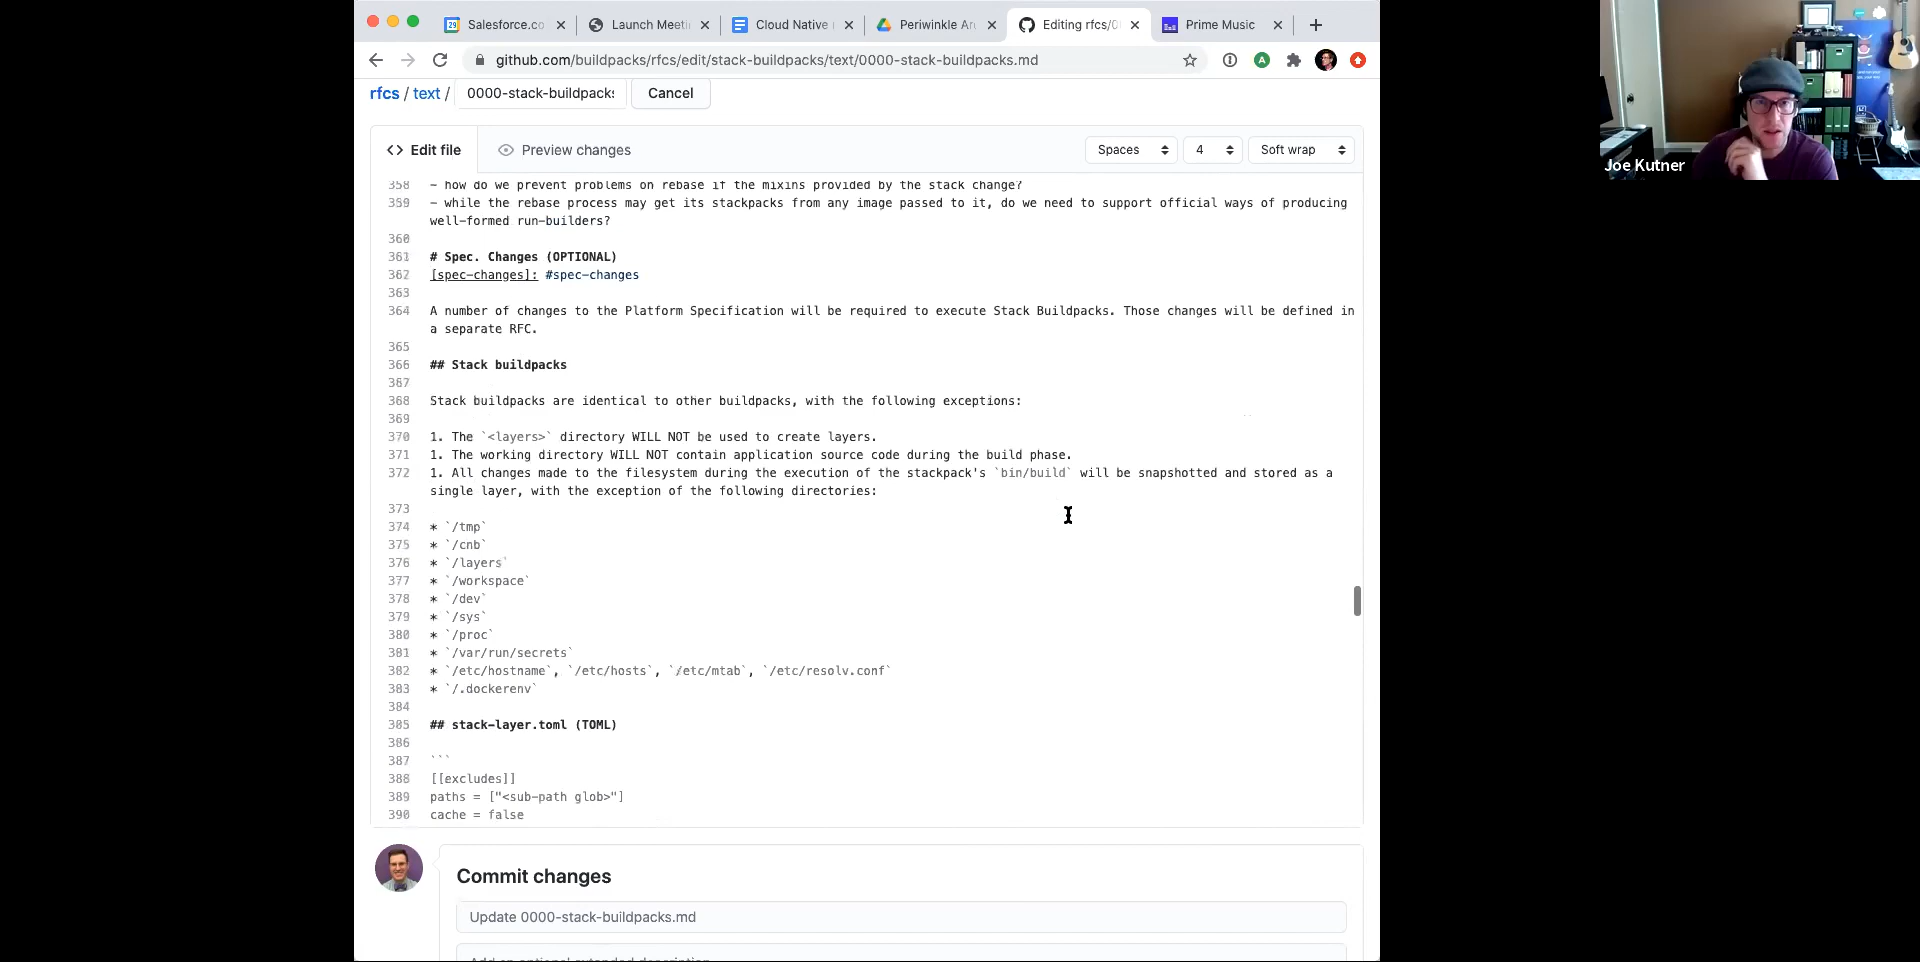 Salesforce.co
Launch Meeti
Cloud Native
Periwinkle Ar
Editing rfcs/0
Prime Music
github.com/buildpacks/rfcs/edit/stack-buildpacks/text/0000-stack-buildpacks.md
rfcs / text / 0000-stack-buildpacks Cancel
Edit file Preview changes Spaces 4 Soft wrap
358 - how do we prevent problems on rebase if the mixins provided by the stack change?
359 - while the rebase process may get its stackpacks from any image passed to it, do we need to support official ways of producing
well-formed run-builders?
360
361 # Spec. Changes (OPTIONAL)
362 [spec-changes]: #spec-changes
363
364 A number of changes to the Platform Specification will be required to execute Stack Buildpacks. Those changes will be defined in
a separate RFC.
365
366 ## Stack buildpacks
367
368 Stack buildpacks are identical to other buildpacks, with the following exceptions:
369
370 1. The `<layers>` directory WILL NOT be used to create layers.
371 1. The working directory WILL NOT contain application source code during the build phase.
372 1. All changes made to the filesystem during the execution of the stackpack's `bin/build` will be snapshotted and stored as a
single layer, with the exception of the following directories:
373
374 * `/tmp`
375 * `/cnb`
376 * `/layers`
377 * `/workspace`
378 * `/dev`
379 * `/sys`
380 * `/proc`
381 * `/var/run/secrets`
382 * `/etc/hostname`, `/etc/hosts`, `/etc/mtab`, `/etc/resolv.conf`
383 * `/.dockerenv`
384
385 ## stack-layer.toml (TOML)
386
387 ```
388 [[excludes]]
389 paths = ["<sub-path glob>"]
390 cache = false
Commit changes
Update 0000-stack-buildpacks.md
Add an optional extended description
Joe Kutner